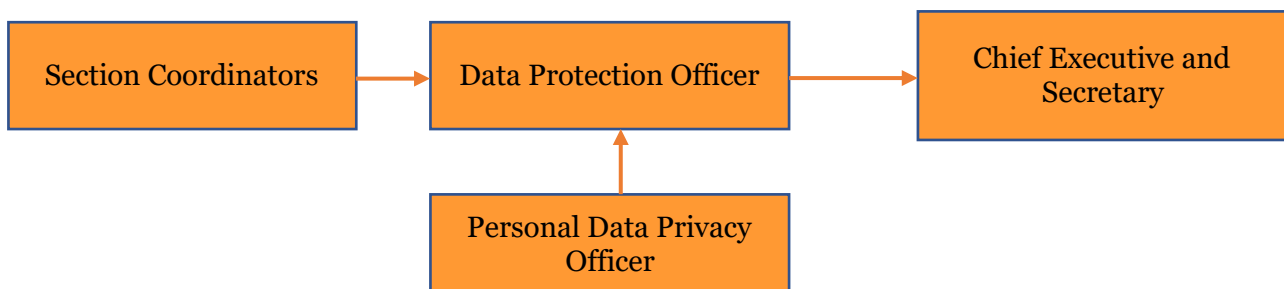 Section Coordinators
Data Protection Officer
Chief Executive and
Secretary
Personal Data Privacy
Officer